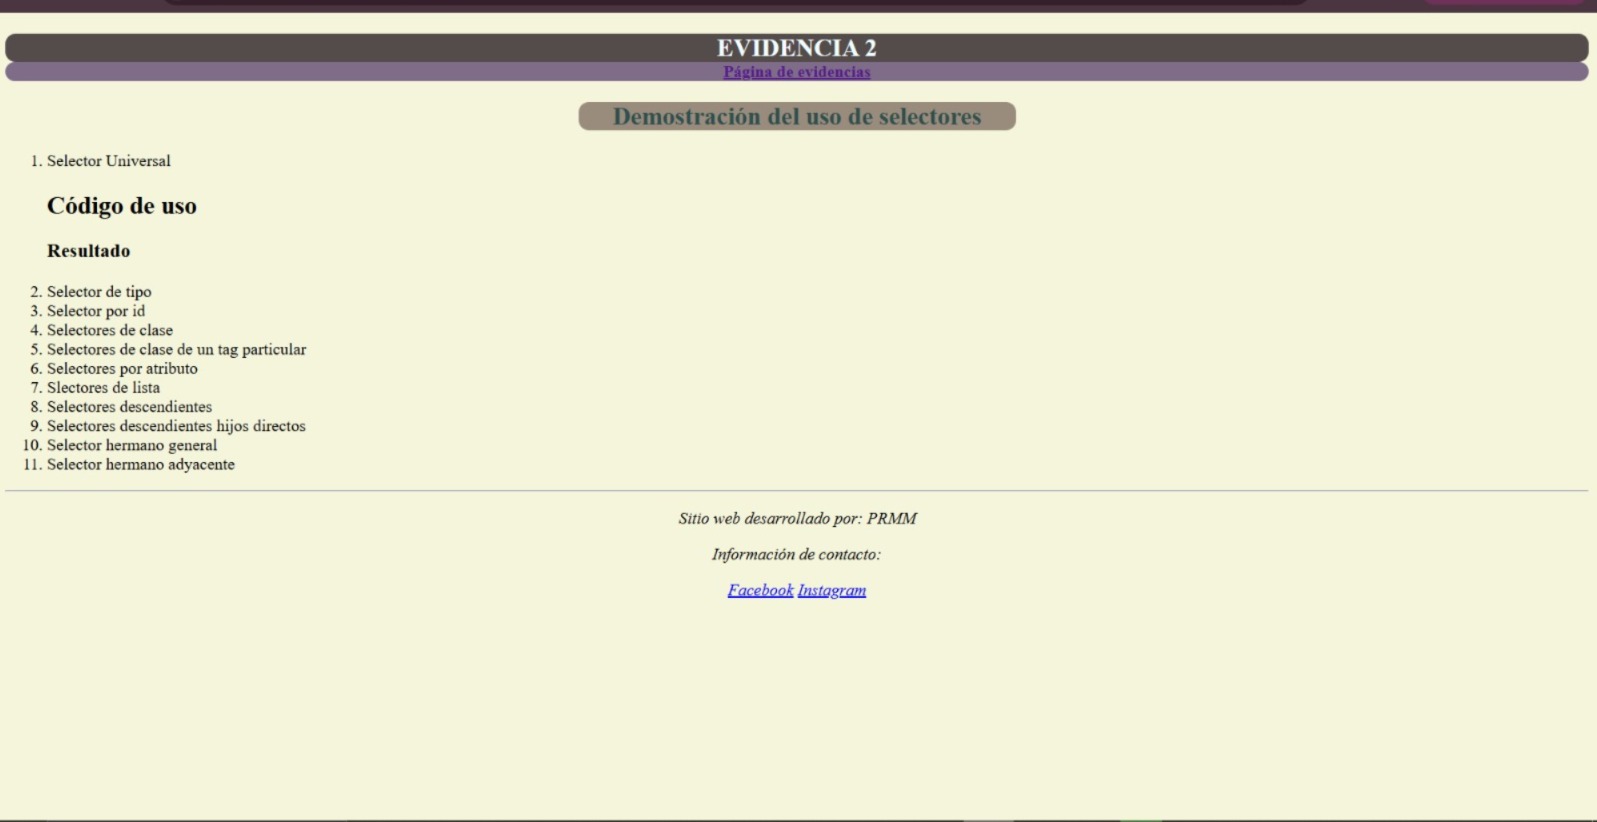 EVIDENCIA 2
Página de evidencias
Demostración del uso de selectores
1. Selector Universal
Código de uso
Resultado
2. Selector de tipo
3. Selector por id
4. Selectores de clase
5. Selectores de clase de un tag particular
6. Selectores por atributo
7. Slectores de lista
8. Selectores descendientes
9. Selectores descendientes hijos directos
10. Selector hermano general
11. Selector hermano adyacente
Sitio web desarrollado por: PRMM
Información de contacto:
Facebook Instagram